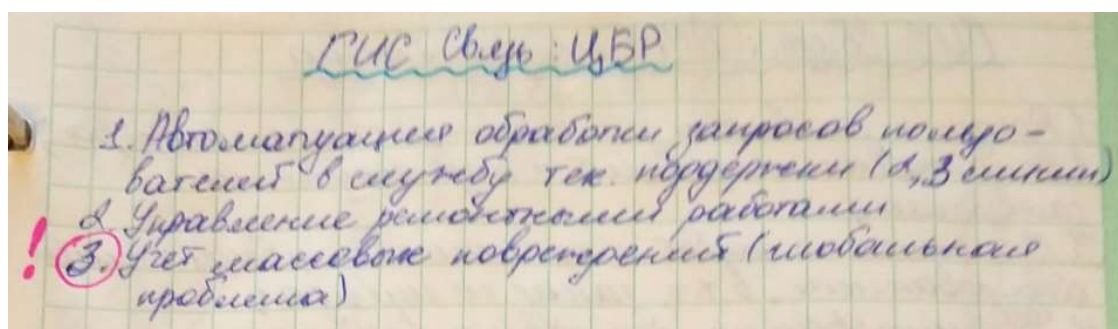 ГИС Связь: ЦБР
1. Автоматизация обработки запросов пользо-
вателей в службу тех. поддержки (2, 3 линии)
2. Управление ремонтными работами
! 3. Учет массовых повреждений (глобальная
проблема)